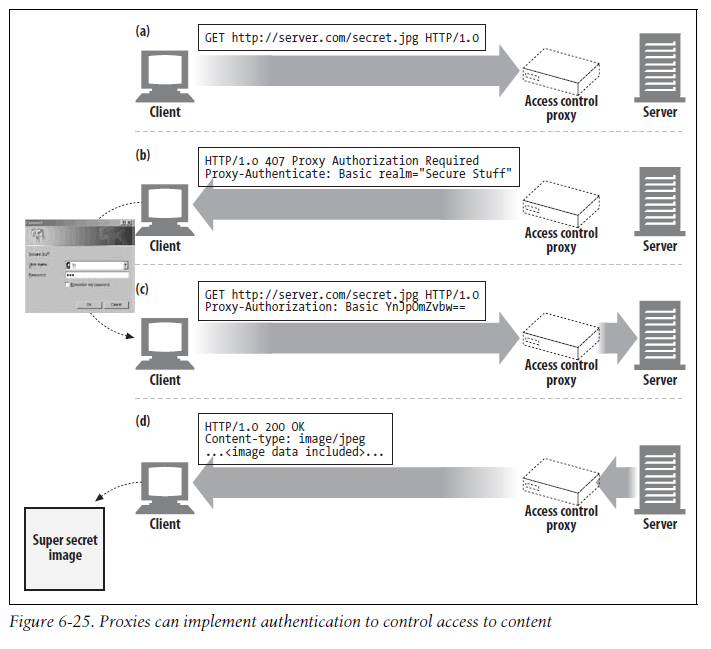 (a)
GET http://server.com/secret.jpg HTTP/1.0
Client
Access control
proxy
Server
(b)
HTTP/1.0 407 Proxy Authorization Required
Proxy-Authenticate: Basic realm="Secure Stuff"
Client
Access control
proxy
Server
Secure Stuff
User name:
Password:
Remember my password
OK
Cancel
(c)
GET http://server.com/secret.jpg HTTP/1.0
Proxy-Authorization: Basic YnJpOmZvbw==
Client
Access control
proxy
Server
(d)
HTTP/1.0 200 OK
Content-type: image/jpeg
...<image data included>...
Client
Access control
proxy
Server
Super secret
image
Figure 6-25. Proxies can implement authentication to control access to content